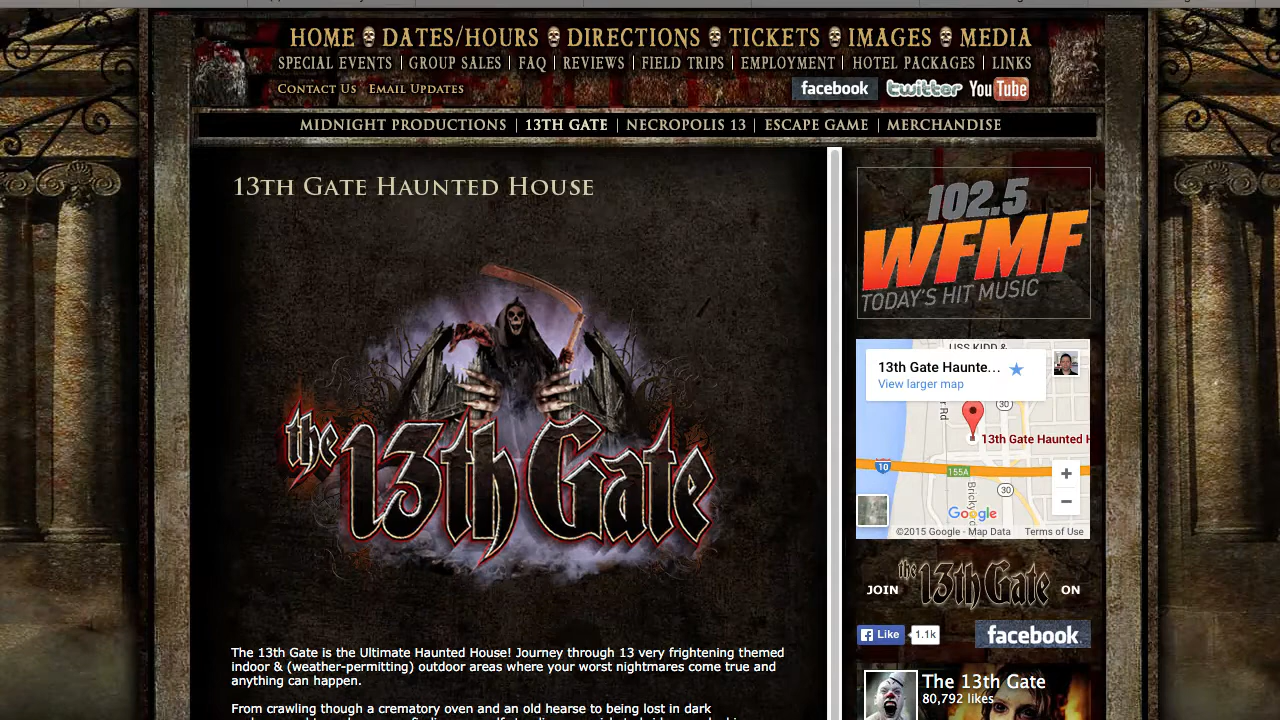 HOME DATES/HOURS DIRECTIONS TICKETS IMAGES MEDIA
SPECIAL EVENTS | GROUP SALES | FAQ | REVIEWS | FIELD TRIPS | EMPLOYMENT | HOTEL PACKAGES | LINKS
Contact Us Email Updates
facebook twitter YouTube
MIDNIGHT PRODUCTIONS | 13TH GATE | NECROPOLIS 13 | ESCAPE GAME | MERCHANDISE
13th Gate Haunted House
the 13th Gate
The 13th Gate is the Ultimate Haunted House! Journey through 13 very frightening themed
indoor & (weather-permitting) outdoor areas where your worst nightmares come true and
anything can happen.
From crawling though a crematory oven and an old hearse to being lost in dark
102.5
WFMF
TODAY'S HIT MUSIC
USS KIDD &
13th Gate Haunte...
View larger map
r Rd
30
13th Gate Haunted H
10
155A
+
30
−
Bricky
Google
©2015 Google - Map Data Terms of Use
JOIN the 13th Gate ON
Like 1.1k facebook
The 13th Gate
80,792 likes